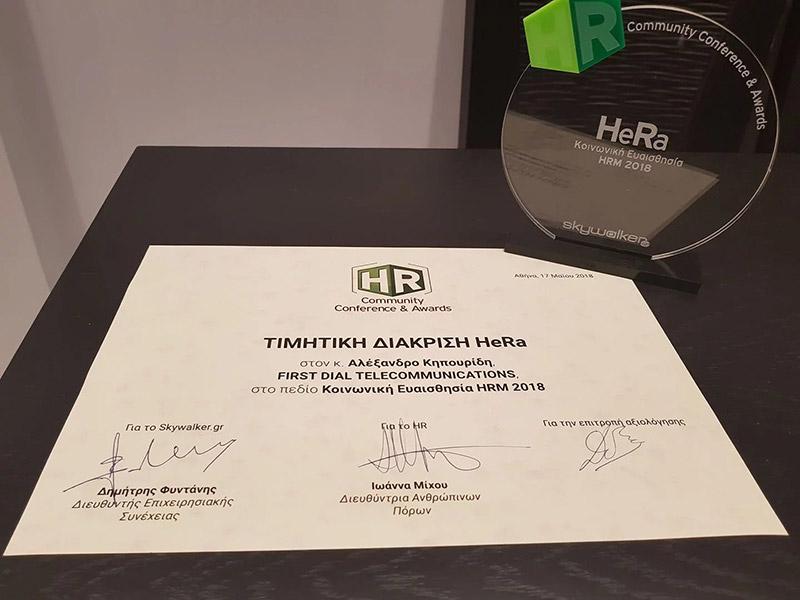 HR
Community Conference & Awards
HeRa
Κοινωνική Ευαισθησία
HRM 2018
skywalker.gr
HR
Community
Conference & Awards
Αθήνα, 17 Μαΐου 2018
ΤΙΜΗΤΙΚΗ ΔΙΑΚΡΙΣΗ HeRa
στον κ. Αλέξανδρο Κηπουρίδη,
FIRST DIAL TELECOMMUNICATIONS,
στο πεδίο Κοινωνική Ευαισθησία HRM 2018
Για το Skywalker.gr
Δημήτρης Φυντάνης
Διευθυντής Επιχειρησιακής
Συνέχειας
Για το HR
Ιωάννα Μίχου
Διευθύντρια Ανθρώπινων
Πόρων
Για την επιτροπή αξιολόγησης